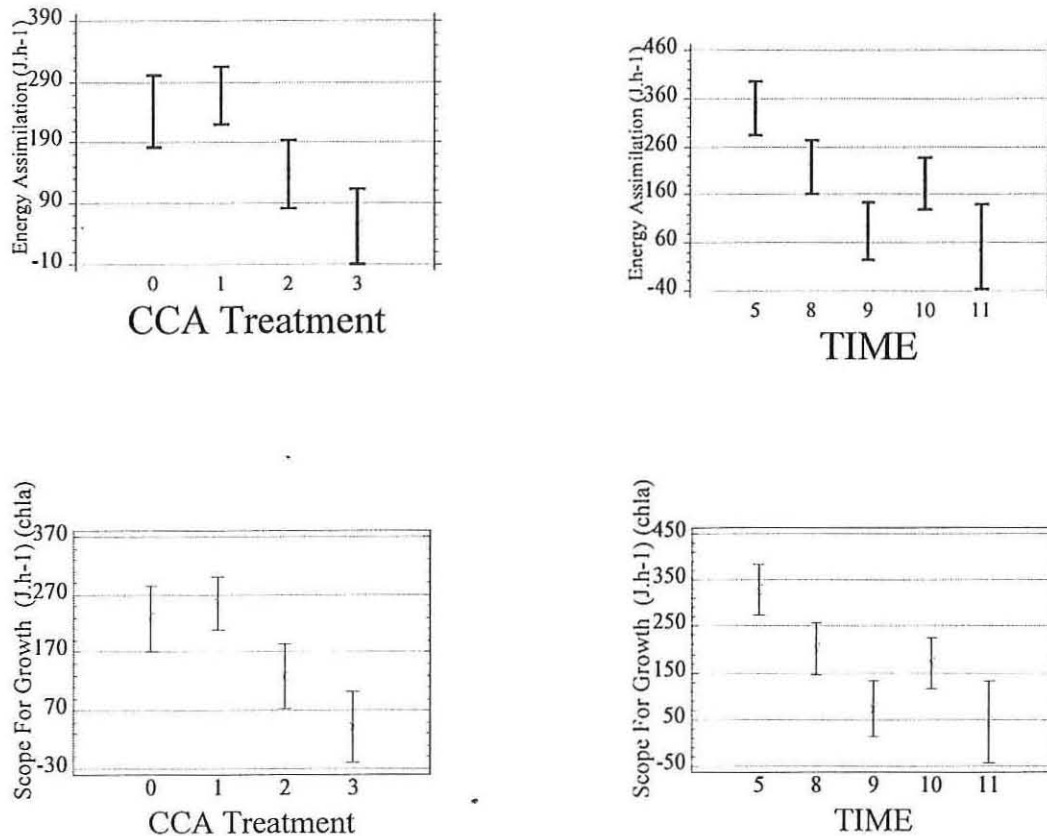 Energy Assimilation (J.h-1)
390
290
190
90
-10
0 1 2 3
CCA Treatment
Energy Assimilation (J.h-1)
460
360
260
160
60
-40
5 8 9 10 11
TIME
Scope For Growth (J.h-1) (chla)
370
270
170
70
-30
0 1 2 3
CCA Treatment
Scope For Growth (J.h-1) (chla)
450
350
250
150
50
-50
5 8 9 10 11
TIME